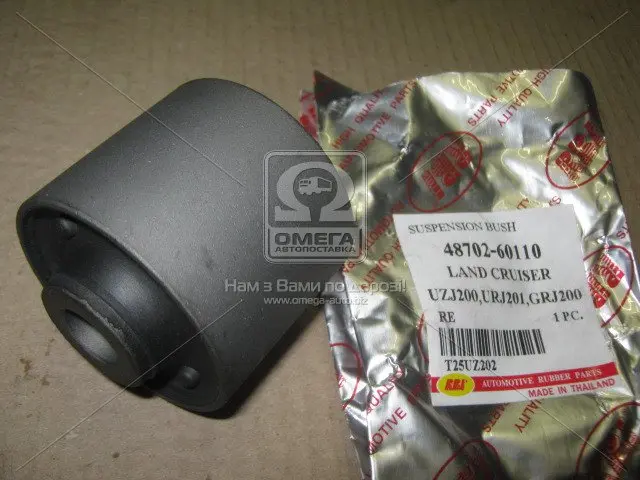 ОМЕГА
АВТОПОСТАВКА
Нам з Вами по дорозі!
www.omega-auto.biz
SUSPENSION BUSH
48702-60110
LAND CRUISER
UZJ200,URJ201,GRJ200
RE 1 PC.
T25UZ202
RBI AUTOMOTIVE RUBBER PARTS
MADE IN THAILAND